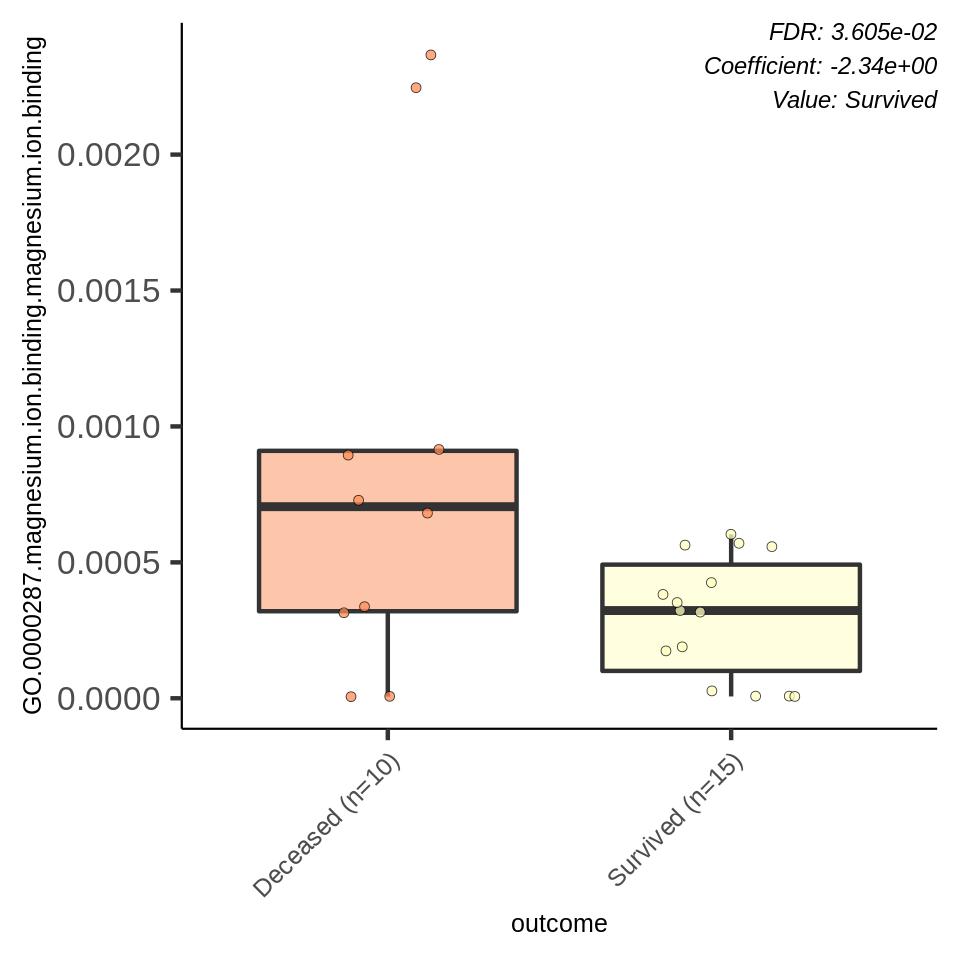 FDR: 3.605e-02
Coefficient: -2.34e+00
Value: Survived
GO.0000287.magnesium.ion.binding.magnesium.ion.binding
0.0020
0.0015
0.0010
0.0005
0.0000
Deceased (n=10)
Survived (n=15)
outcome